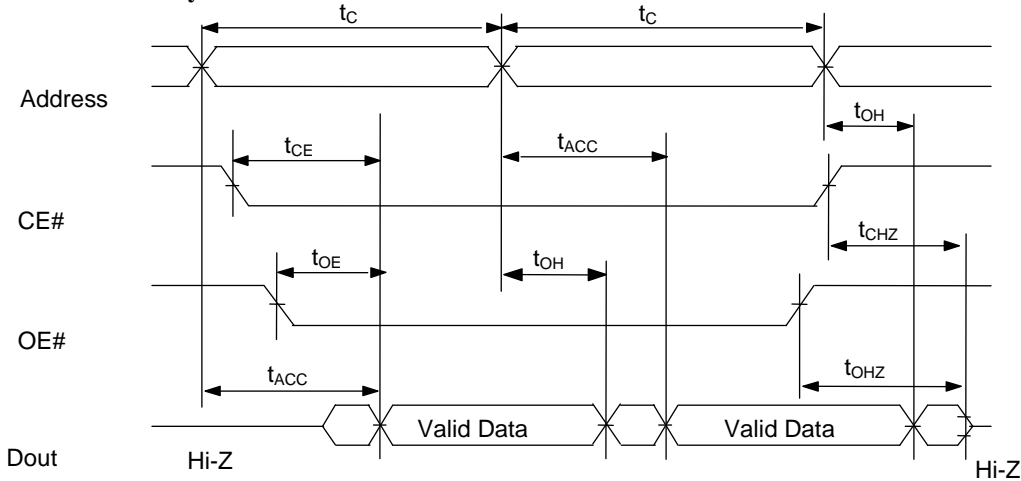 tC tC
Address
tOH
tCE tACC
CE#
tCHZ
tOE tOH
OE#
tACC tOHZ
Valid Data Valid Data
Dout Hi-Z Hi-Z